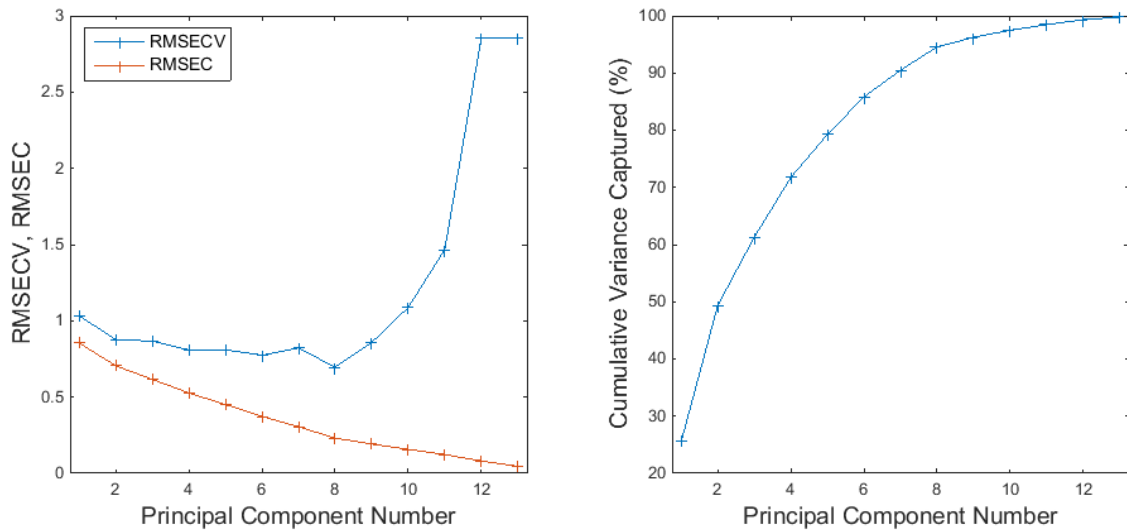 RMSECV, RMSEC
3
2.5
2
1.5
1
0.5
0
RMSECV
RMSEC
2 4 6 8 10 12
Principal Component Number
Cumulative Variance Captured (%)
100
90
80
70
60
50
40
30
20
2 4 6 8 10 12
Principal Component Number